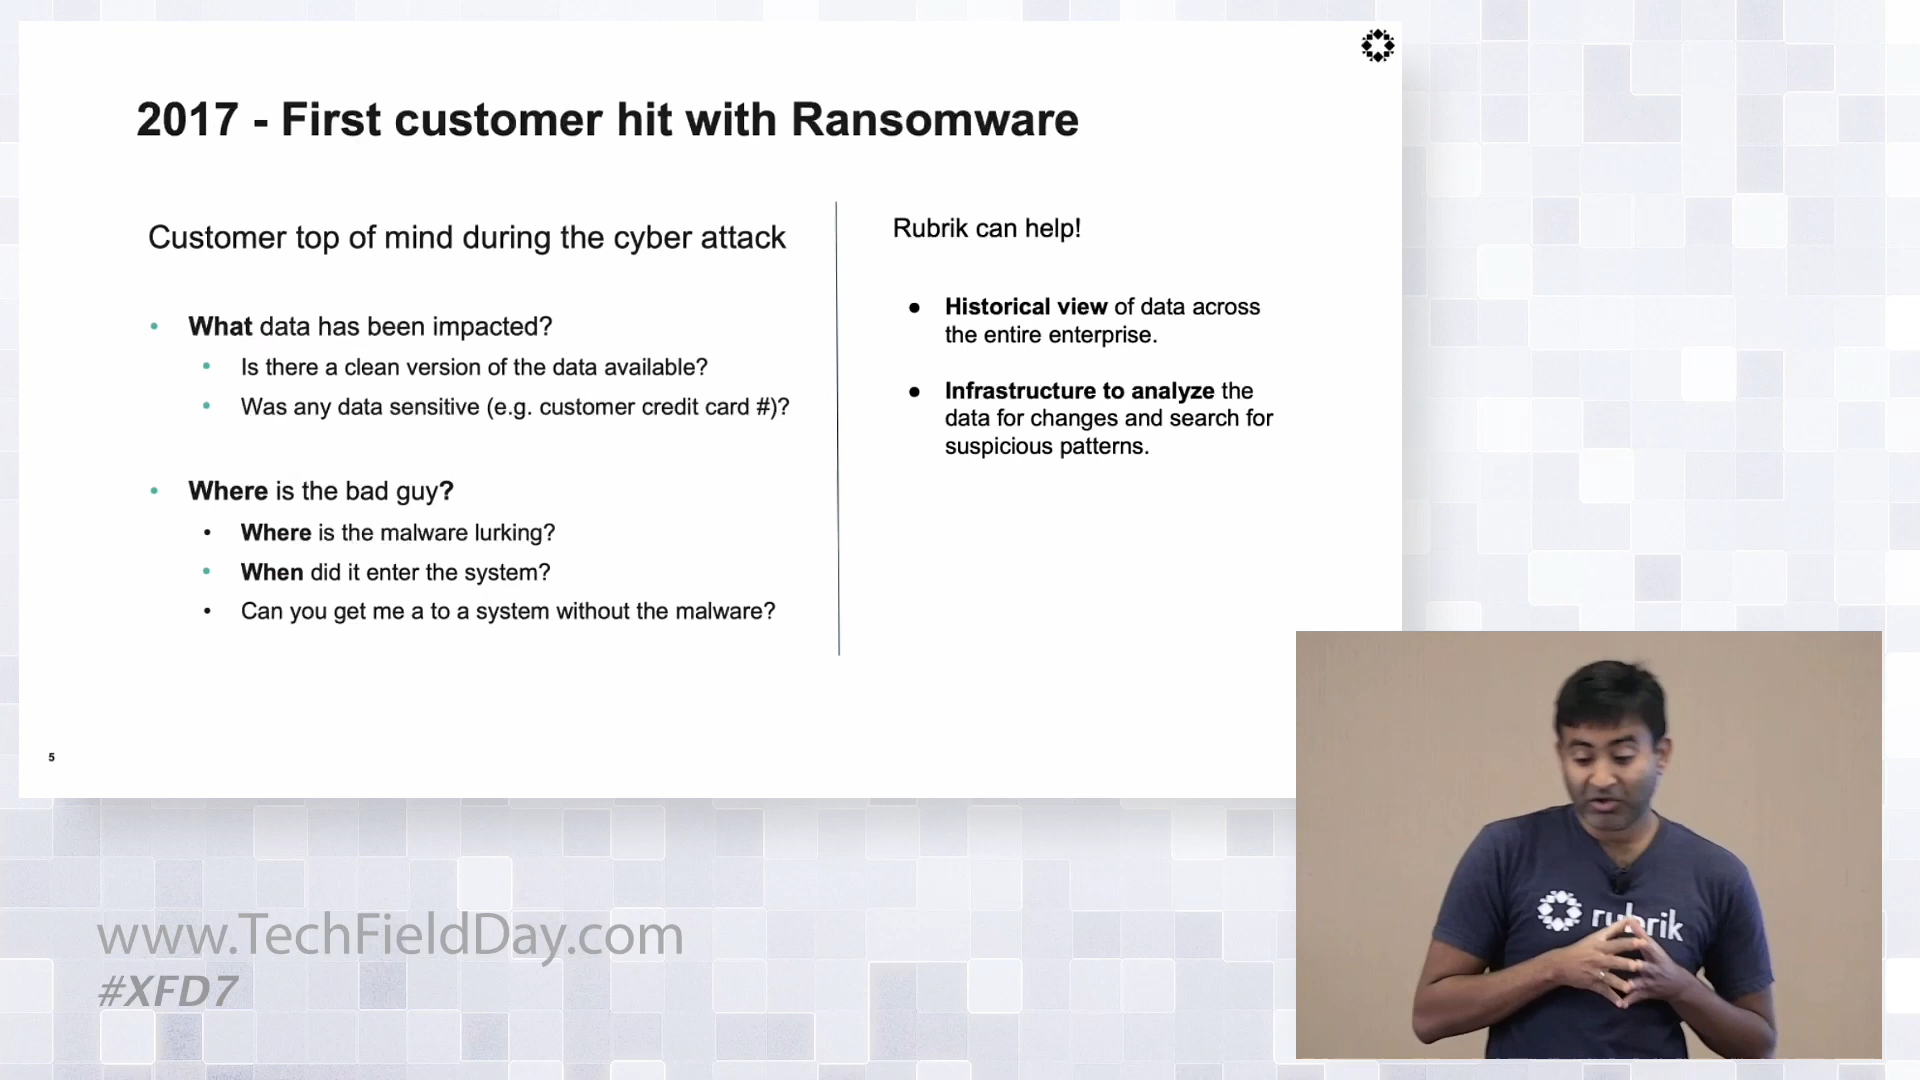 2017 - First customer hit with Ransomware
Customer top of mind during the cyber attack
• What data has been impacted?
• Is there a clean version of the data available?
• Was any data sensitive (e.g. customer credit card #)?
• Where is the bad guy?
• Where is the malware lurking?
• When did it enter the system?
• Can you get me a to a system without the malware?
Rubrik can help!
● Historical view of data across
the entire enterprise.
● Infrastructure to analyze the
data for changes and search for
suspicious patterns.
5
www.TechFieldDay.com
#XFD7
rubrik